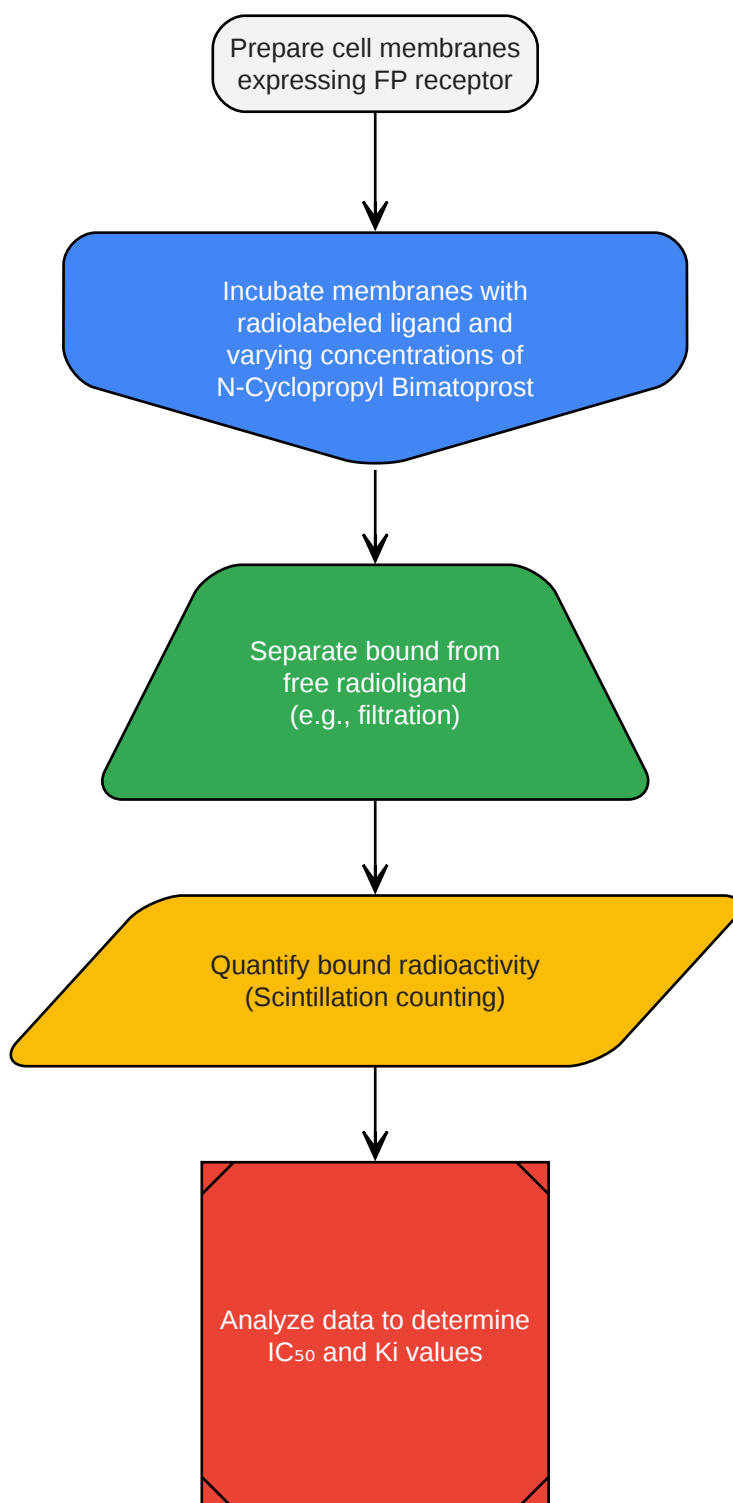 Prepare cell membranes
expressing FP receptor
Incubate membranes with
radiolabeled ligand and
varying concentrations of
N-Cyclopropyl Bimatoprost
Separate bound from
free radioligand
(e.g., filtration)
Quantify bound radioactivity
(Scintillation counting)
Analyze data to determine
IC₅₀ and Ki values